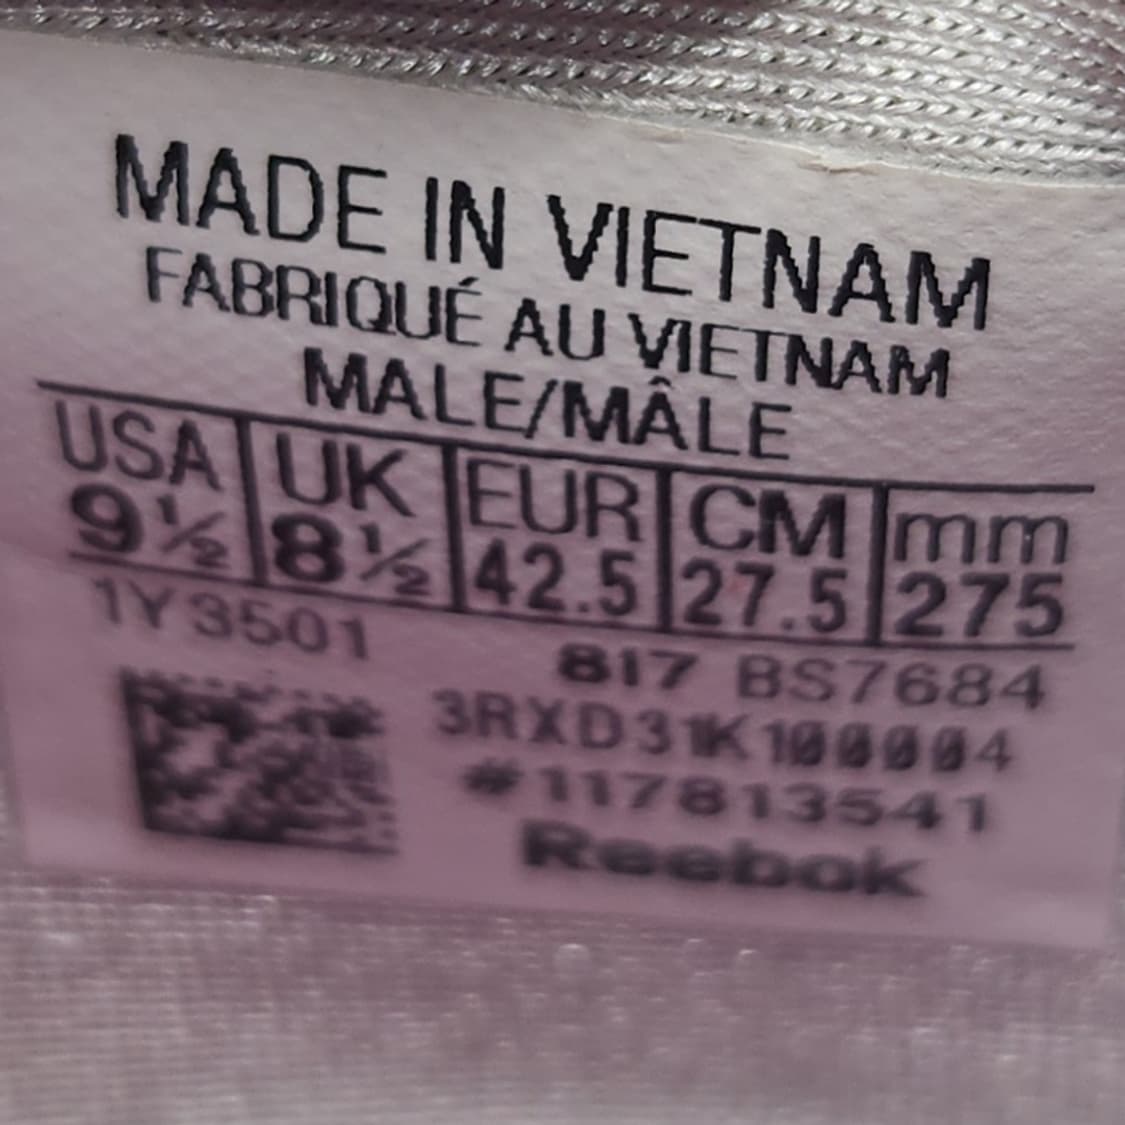 MADE IN VIETNAM
FABRIQUÉ AU VIETNAM
MALE/MÂLE
USA UK EUR CM mm
9½ 8½ 42.5 27.5 275
1Y3501
817 BS7684
3RXD31K100004
#117813541
Reebok